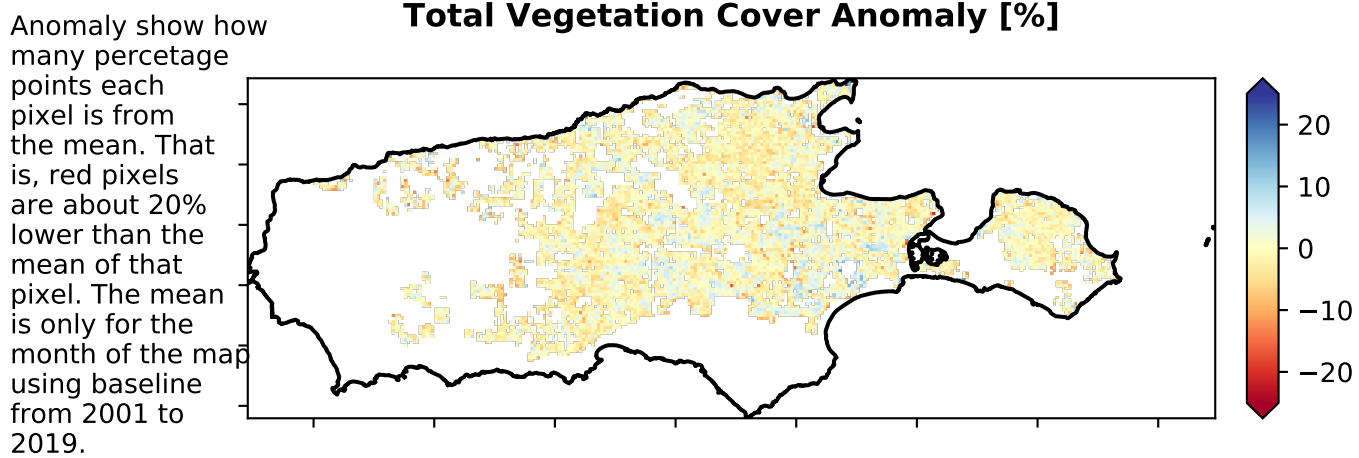 Total Vegetation Cover Anomaly [%]
Anomaly show how
many percetage
points each
pixel is from
the mean. That
is, red pixels
are about 20%
lower than the
mean of that
pixel. The mean
is only for the
month of the map
using baseline
from 2001 to
2019.
20
10
0
−10
−20